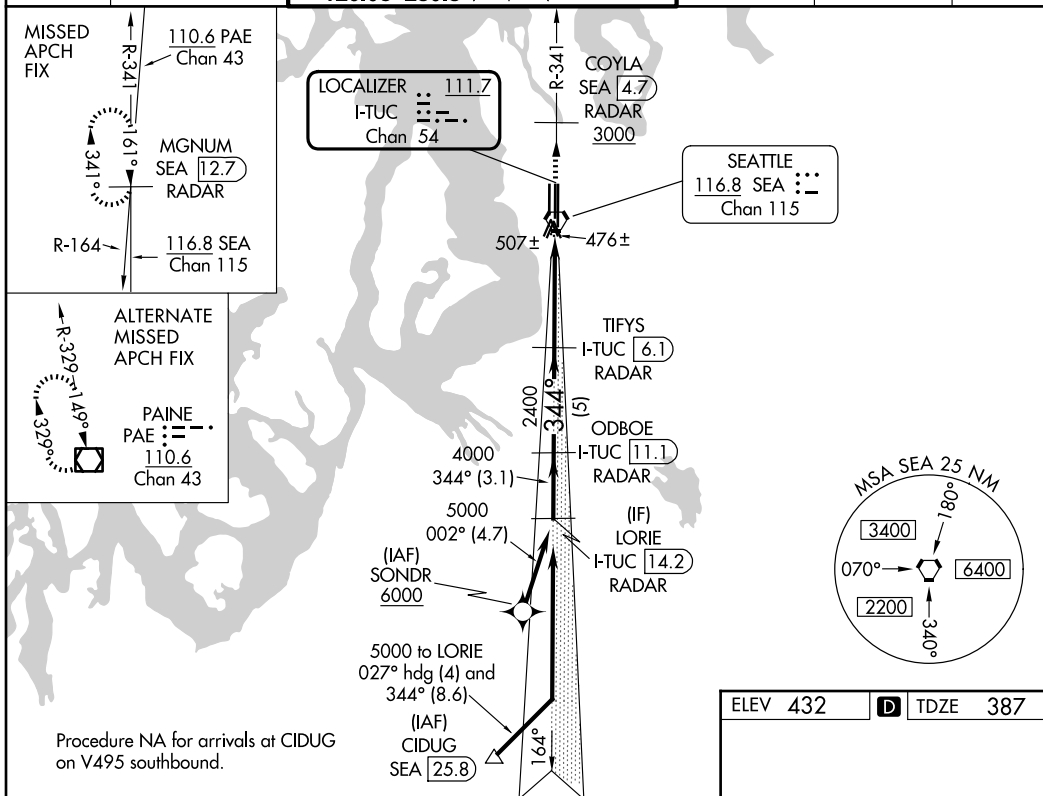 MISSED
APCH
FIX
110.6 PAE
Chan 43
R-341
161°
341°
MGNUM
SEA 12.7
RADAR
R-164
116.8 SEA
Chan 115
ALTERNATE
MISSED
APCH FIX
R-329
149°
329°
PAINE
PAE
110.6
Chan 43
LOCALIZER 111.7
I-TUC
Chan 54
R-341
COYLA
SEA 4.7
RADAR
3000
SEATTLE
116.8 SEA
Chan 115
507±
476±
TIFYS
I-TUC 6.1
RADAR
2400
344°
(5)
ODBOE
I-TUC 11.1
RADAR
4000
344° (3.1)
5000
002° (4.7)
(IF)
LORIE
I-TUC 14.2
RADAR
(IAF)
SONDR
6000
5000 to LORIE
027° hdg (4) and
344° (8.6)
(IAF)
CIDUG
SEA 25.8
164°
Procedure NA for arrivals at CIDUG
on V495 southbound.
MSA SEA 25 NM
180°
3400
070°
6400
2200
340°
ELEV 432 D TDZE 387